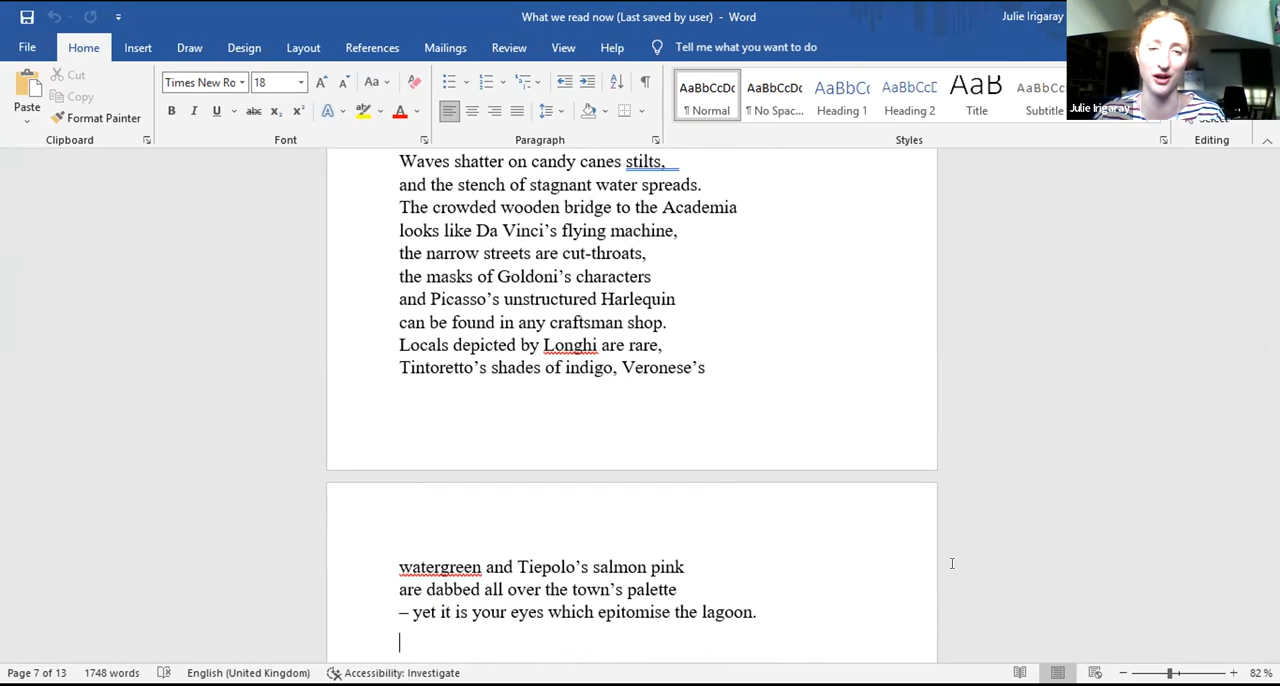 What we read now (Last saved by user) - Word
Julie Irigaray
File Home Insert Draw Design Layout References Mailings Review View Help Tell me what you want to do
Paste
Cut
Copy
Format Painter
Clipboard
Times New Ro 18
Font
Paragraph
AaBbCcDc
¶ Normal
AaBbCcDc
¶ No Spac...
AaBbCc
Heading 1
AaBbCcD
Heading 2
AaB
Title
AaBbCc
Subtitle
Styles
Select
Editing
Julie Irigaray
Waves shatter on candy canes stilts,
and the stench of stagnant water spreads.
The crowded wooden bridge to the Academia
looks like Da Vinci’s flying machine,
the narrow streets are cut-throats,
the masks of Goldoni’s characters
and Picasso’s unstructured Harlequin
can be found in any craftsman shop.
Locals depicted by Longhi are rare,
Tintoretto’s shades of indigo, Veronese’s
watergreen and Tiepolo’s salmon pink
are dabbed all over the town’s palette
– yet it is your eyes which epitomise the lagoon.
Page 7 of 13 1748 words English (United Kingdom) Accessibility: Investigate 82 %